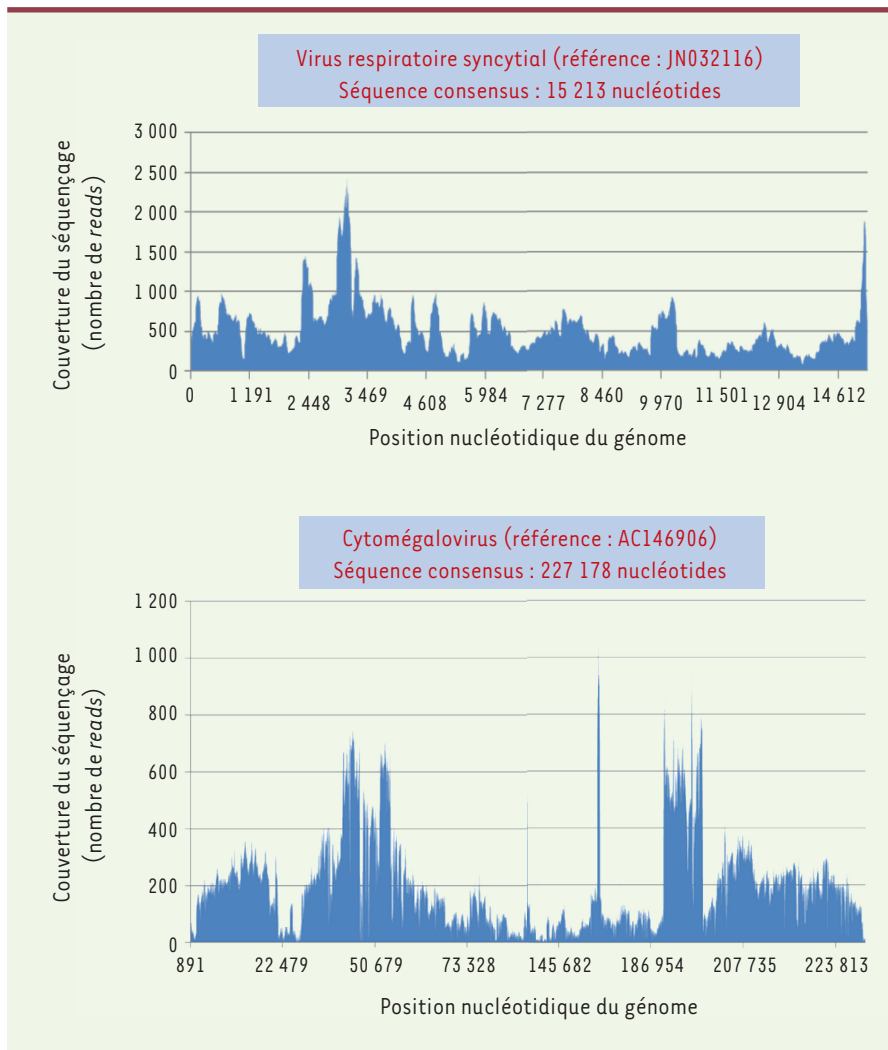 Virus respiratoire syncytial (référence : JN032116)
Séquence consensus : 15 213 nucléotides
Couverture du séquençage
(nombre de reads)
3 000
2 500
2 000
1 500
1 000
500
0
0 1 191 2 448 3 469 4 608 5 984 7 277 8 460 9 970 11 501 12 904 14 612
Position nucléotidique du génome
Cytomégalovirus (référence : AC146906)
Séquence consensus : 227 178 nucléotides
Couverture du séquençage
(nombre de reads)
1 200
1 000
800
600
400
200
0
891 22 479 50 679 73 328 145 682 186 954 207 735 223 813
Position nucléotidique du génome